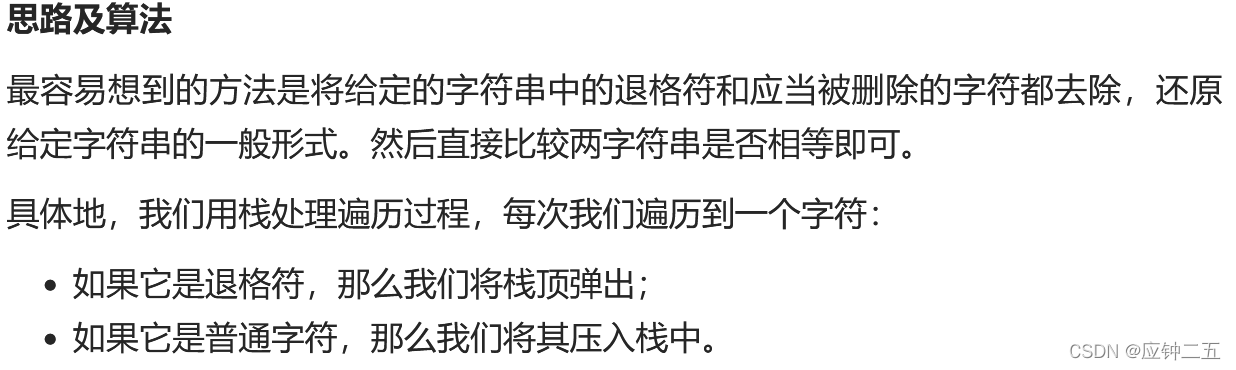 思路及算法
最容易想到的方法是将给定的字符串中的退格符和应当被删除的字符都去除，还原
给定字符串的一般形式。然后直接比较两字符串是否相等即可。
具体地，我们用栈处理遍历过程，每次我们遍历到一个字符：
• 如果它是退格符，那么我们将栈顶弹出；
• 如果它是普通字符，那么我们将其压入栈中。
CSDN @应钟二五